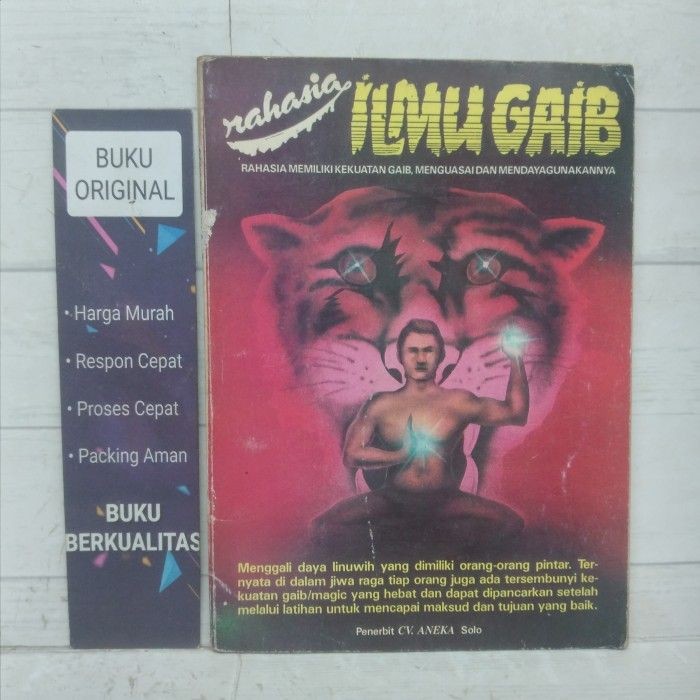 BUKU
ORIGINAL
• Harga Murah
• Respon Cepat
• Proses Cepat
• Packing Aman
BUKU
BERKUALITAS
rahasia
ILMU GAIB
RAHASIA MEMILIKI KEKUATAN GAIB, MENGUASAI DAN MENDAYAGUNAKANNYA
Menggali daya linuwih yang dimiliki orang-orang pintar. Ter-
nyata di dalam jiwa raga tiap orang juga ada tersembunyi ke-
kuatan gaib/magic yang hebat dan dapat dipancarkan setelah
melalui latihan untuk mencapai maksud dan tujuan yang baik.
Penerbit CV. ANEKA Solo